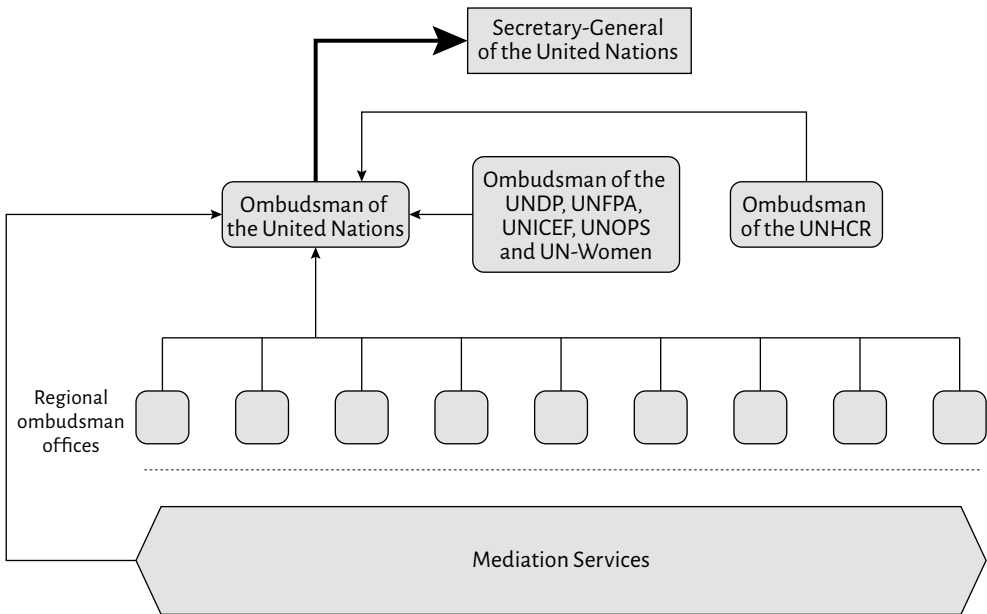 Secretary-General
of the United Nations
Ombudsman of
the United Nations
Ombudsman of the
UNDP, UNFPA,
UNICEF, UNOPS
and UN-Women
Ombudsman
of the UNHCR
Regional
ombudsman
offices
Mediation Services